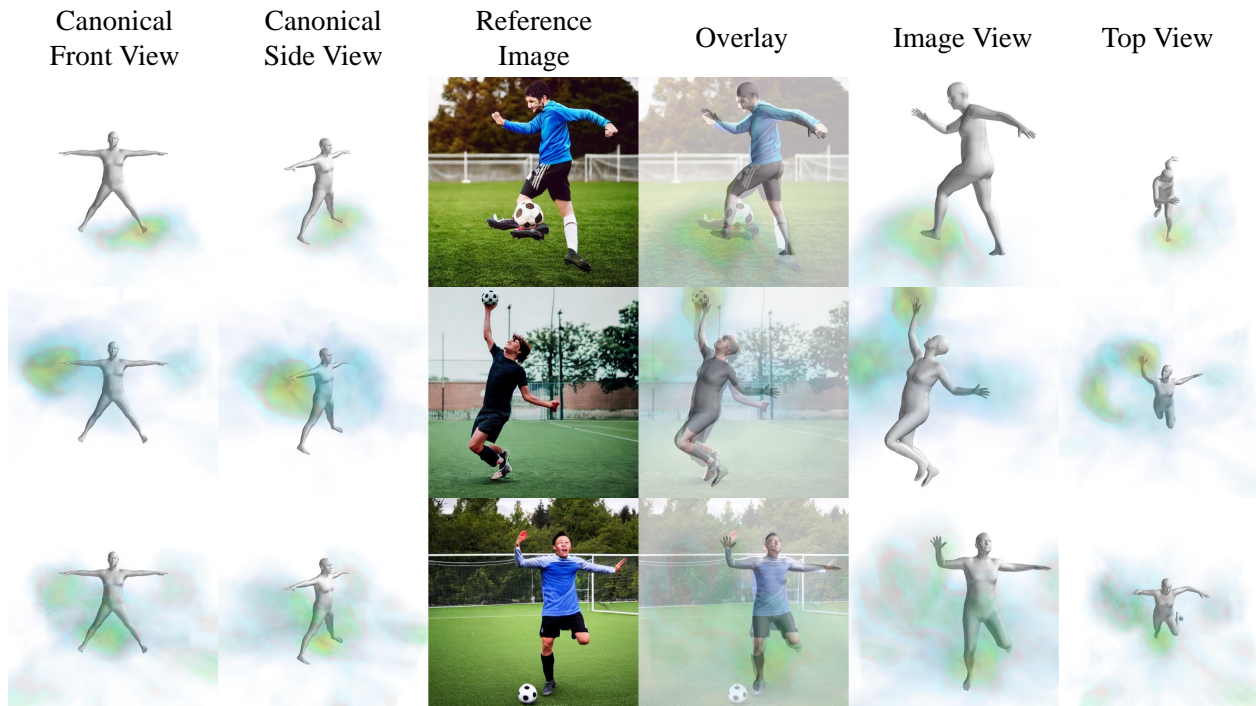 Canonical
Front View
Canonical
Side View
Reference
Image
Overlay
Image View
Top View